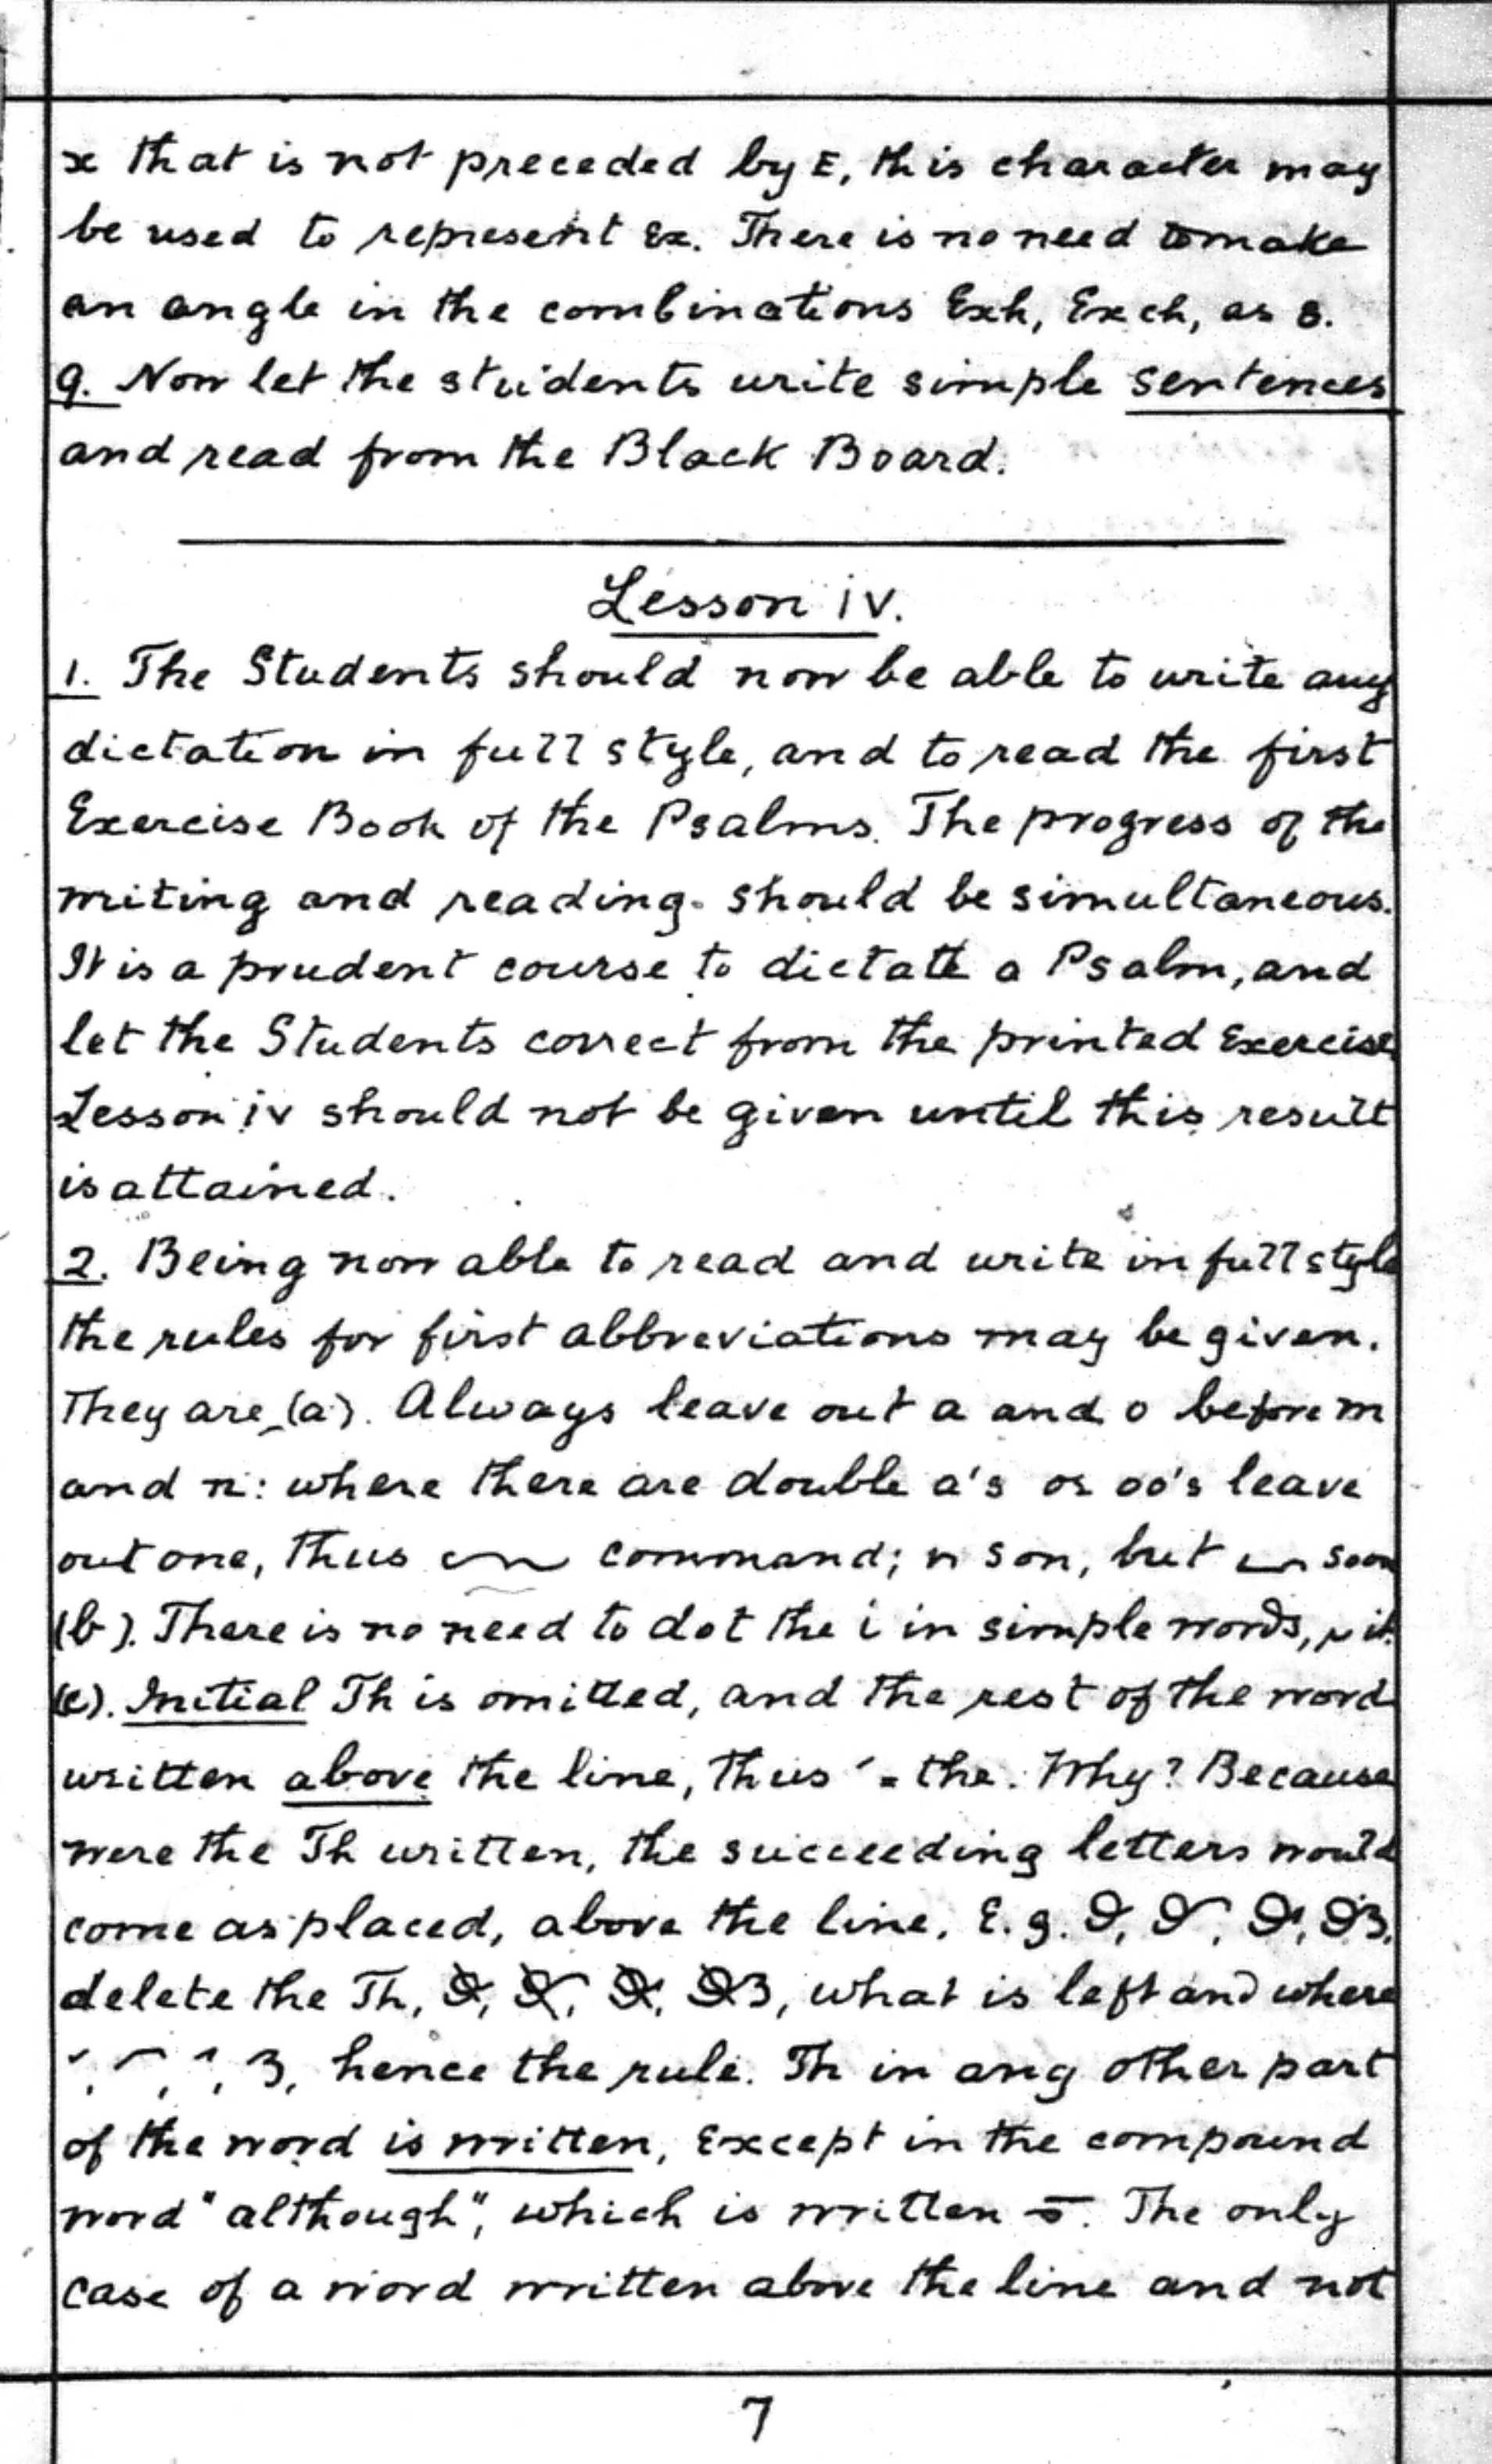 x that is not preceded by E, this character may
be used to represent Ex. There is no need to make
an angle in the combinations Exh, Exch, as 8.
9. Now let the students write simple sentences
and read from the Black Board.
Lesson iv.
1. The Students should now be able to write any
dictation in full style, and to read the first
Exercise Book of the Psalms. The progress of the
writing and reading should be simultaneous.
It is a prudent course to dictate a Psalm, and
let the Students correct from the printed Exercise
Lesson iv should not be given until this result
is attained.
2. Being now able to read and write in full style
the rules for first abbreviations may be given.
They are, (a). Always leave out a and o before m
and n: where there are double a's or oo's leave
out one, thus command; son, but soon
(b). There is no need to dot the i in simple words, it.
(c). Initial Th is omitted, and the rest of the word
written above the line, thus ' = the. Why? Because
were the Th written, the succeeding letters would
come as placed, above the line, E.g.
delete the Th, what is left and where
hence the rule. Th in any other part
of the word is written, Except in the compound
word "although", which is written The only
case of a word written above the line and not
7